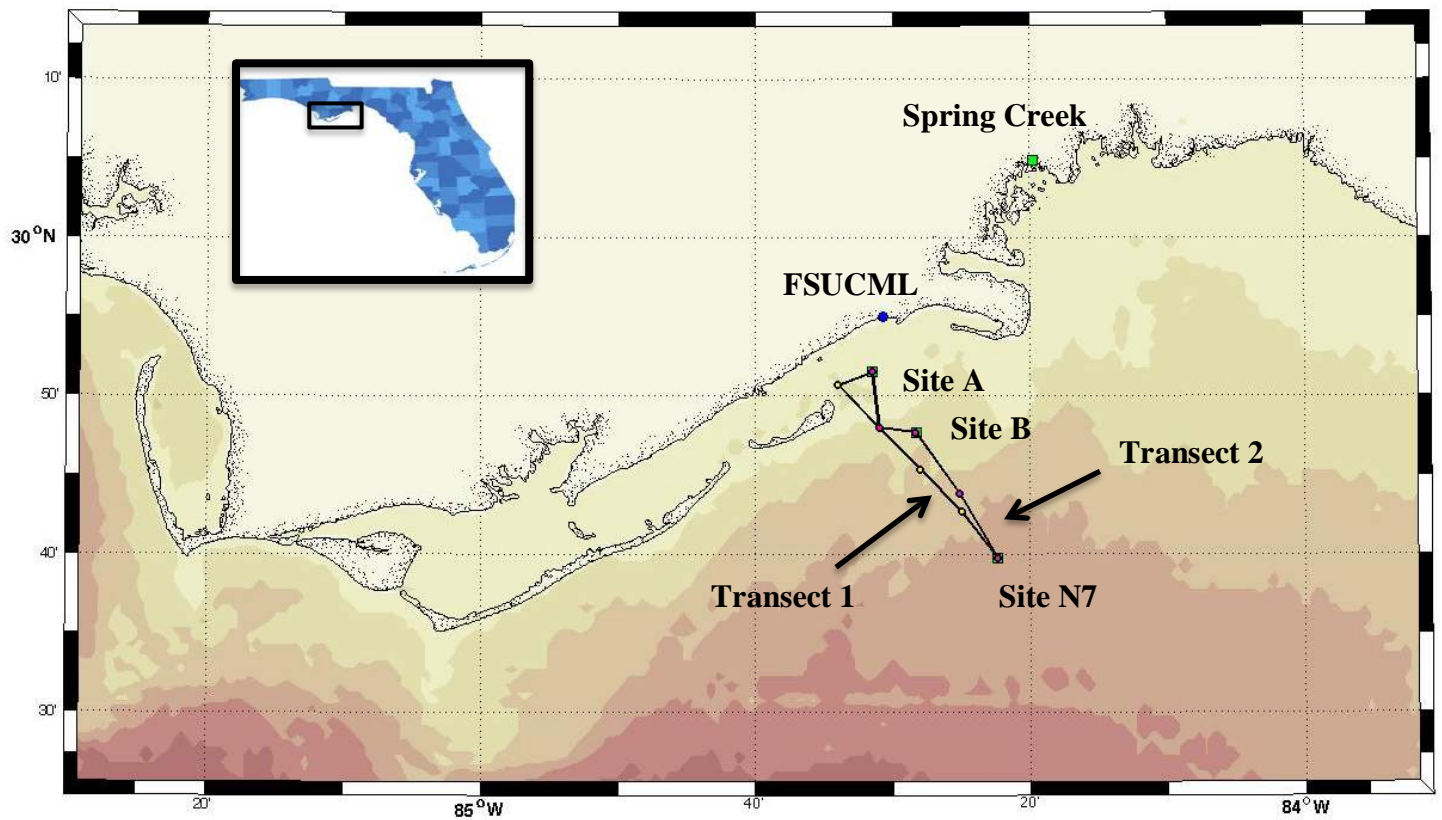 10'
Spring Creek
30°N
FSUCML
Site A
50'
Site B
Transect 2
40'
Transect 1
Site N7
30'
20'
85°W
40'
20'
84°W